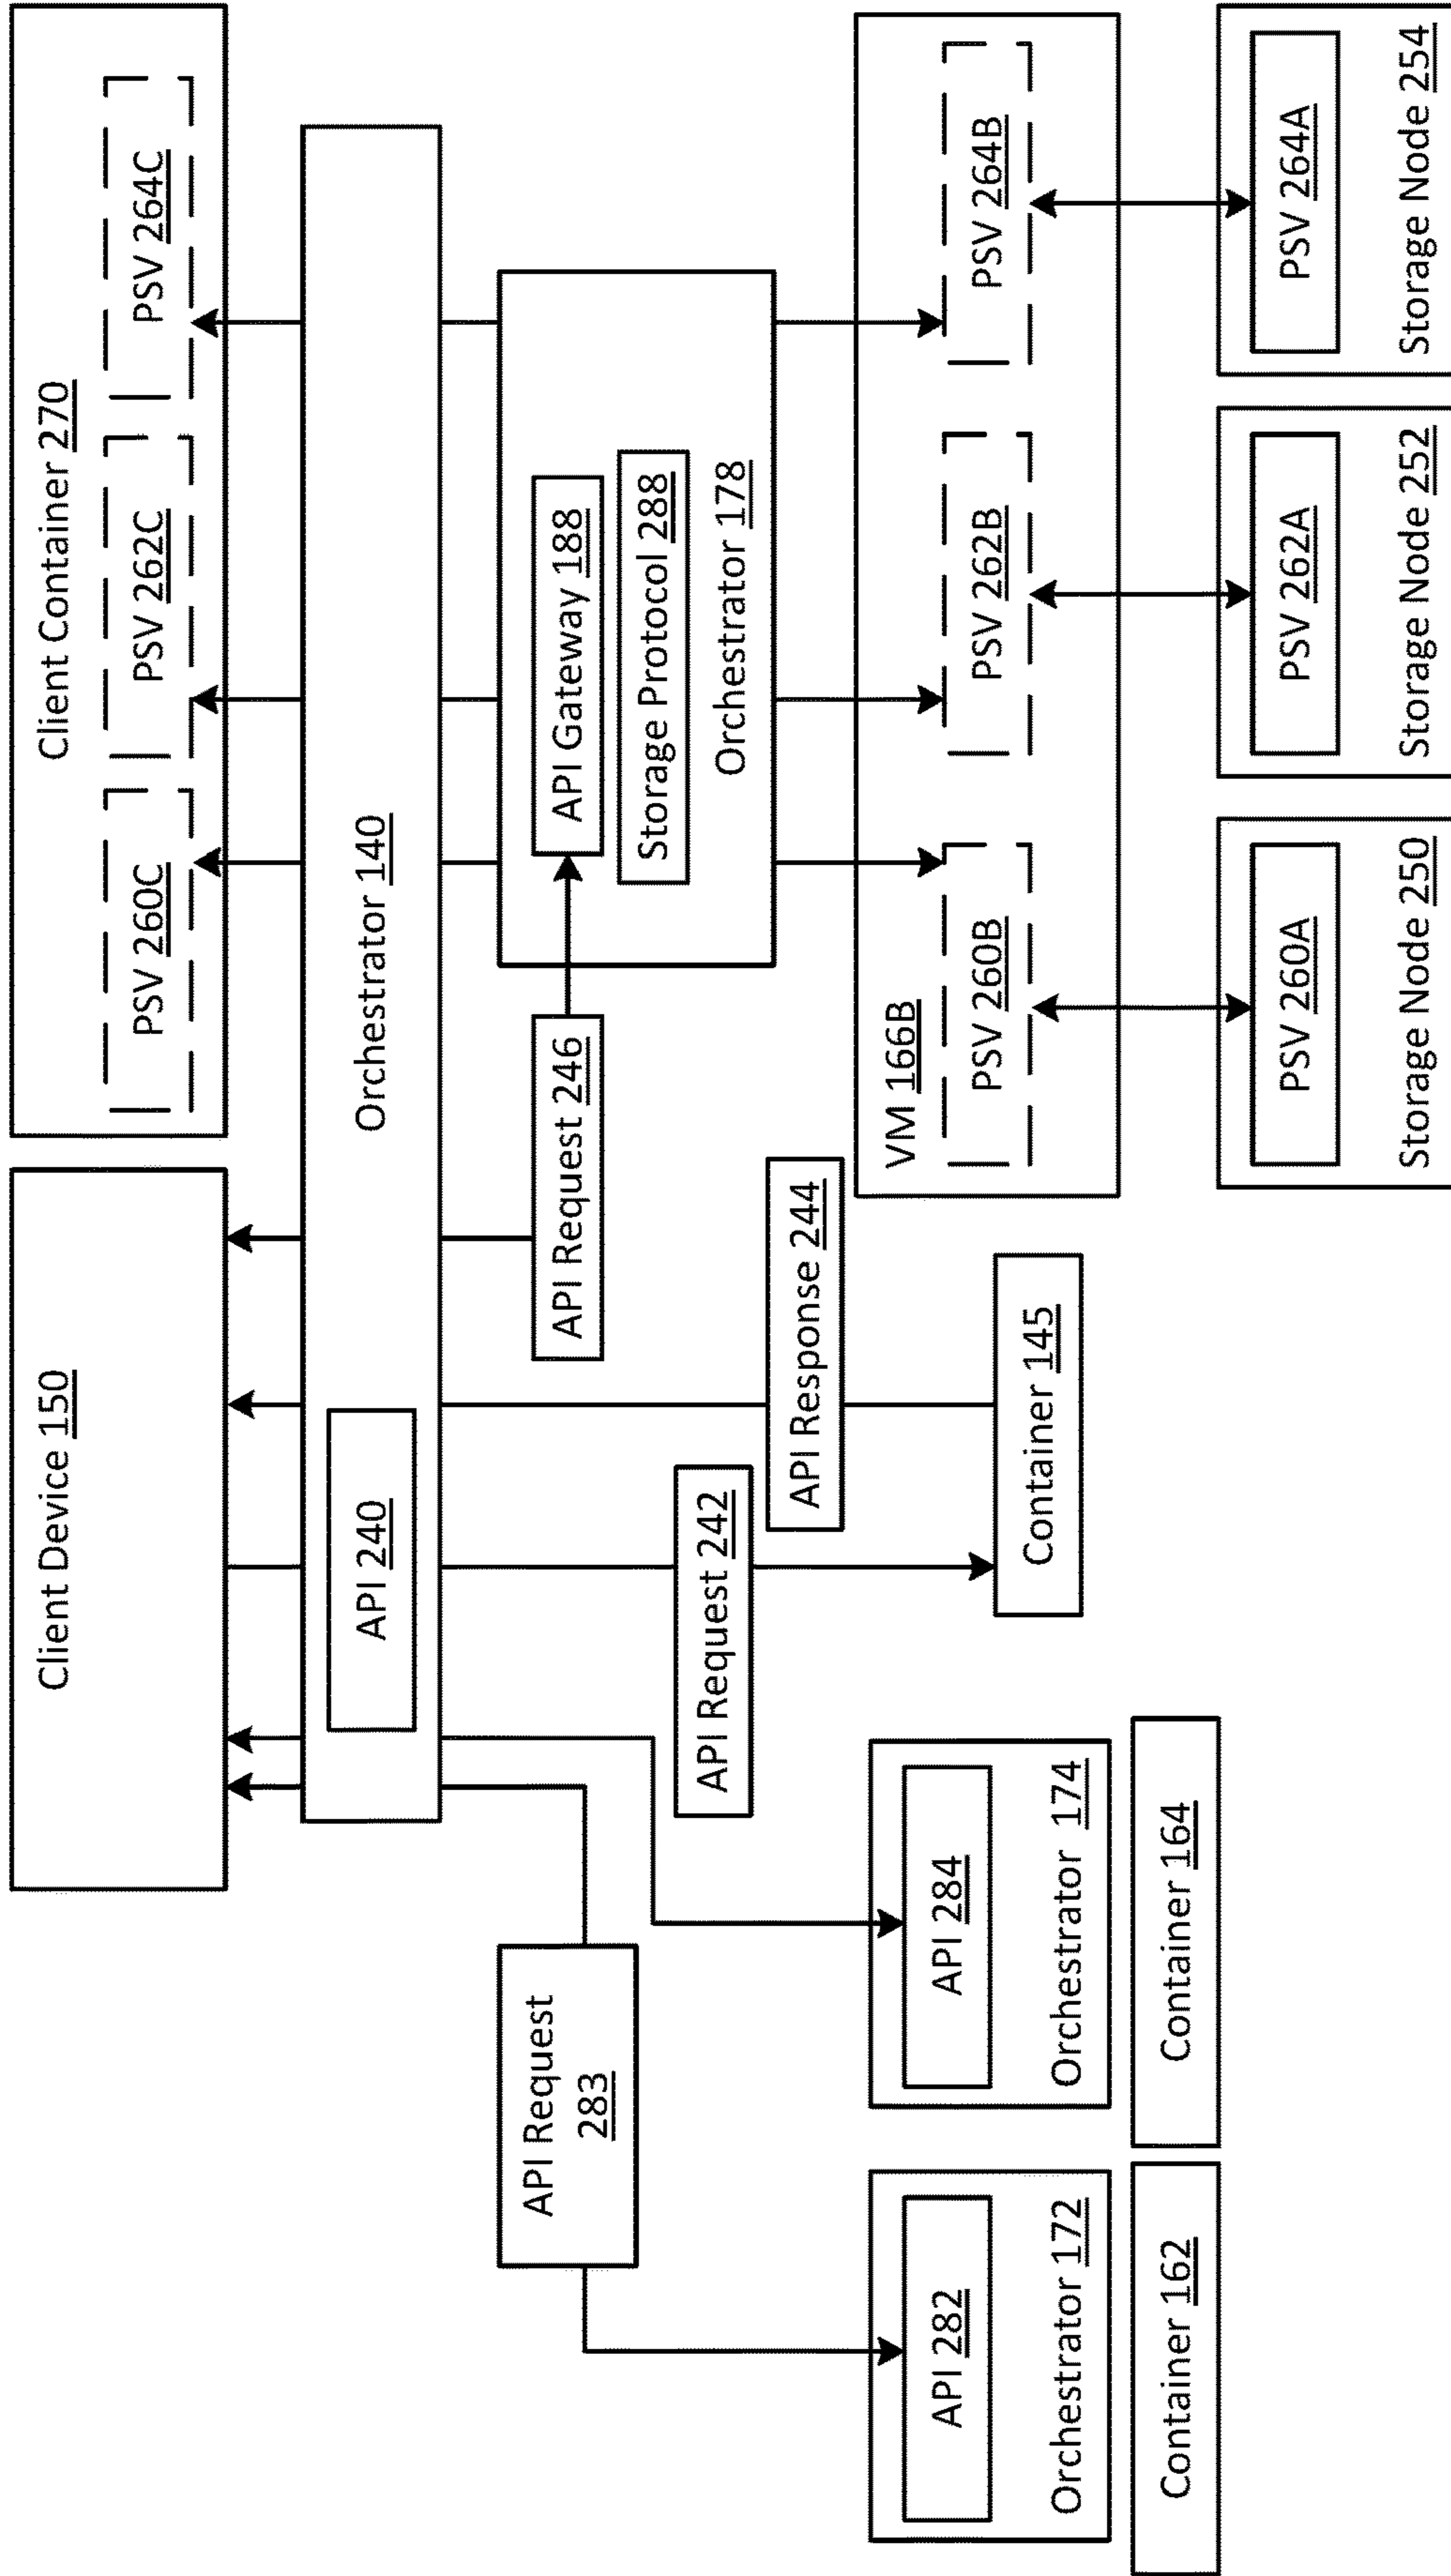 Client Device 150
Client Container 270
PSV 260C
PSV 262C
PSV 264C
API 240
Orchestrator 140
API Request
283
API Request 246
API Gateway 188
Storage Protocol 288
Orchestrator 178
API Request 242
API Response 244
API 282
Orchestrator 172
API 284
Orchestrator 174
Container 145
VM 166B
PSV 260B
PSV 262B
PSV 264B
Container 162
Container 164
PSV 260A
Storage Node 250
PSV 262A
Storage Node 252
PSV 264A
Storage Node 254